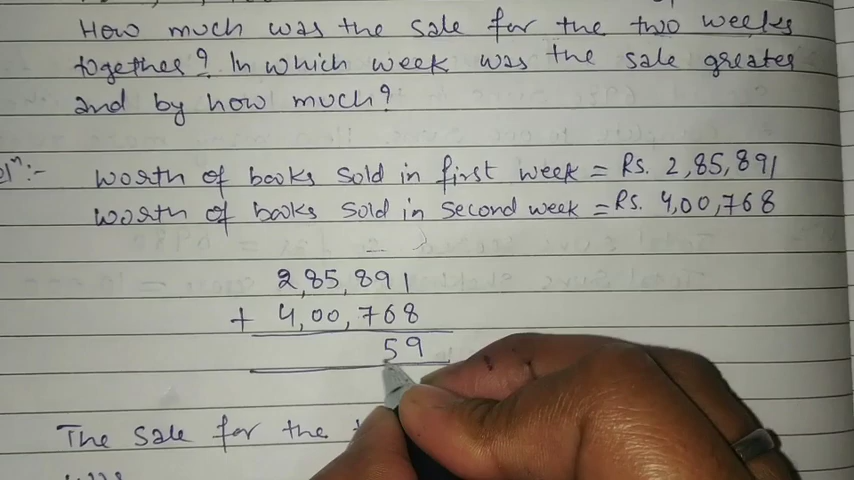 How much was the sale for the two weeks
together? In which week was the sale greater
and by how much?
worth of books sold in first week = Rs. 2,85,891
worth of books sold in second week = Rs. 4,00,768
2,85,891
+ 4,00,768
59
The sale for the
was